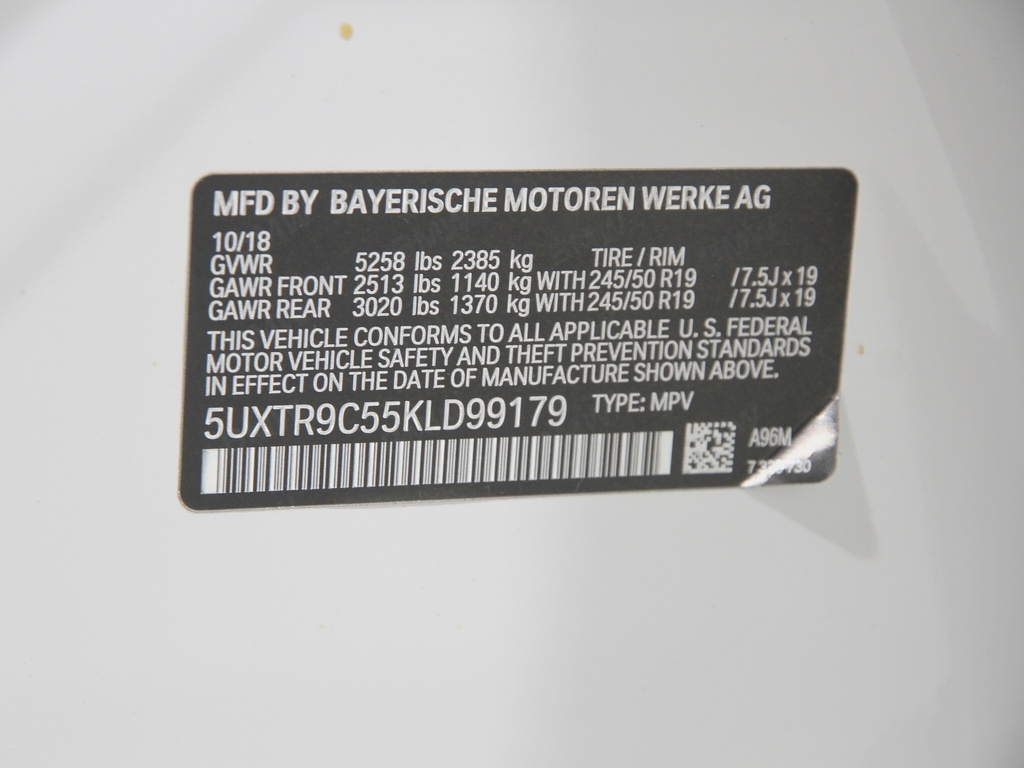 MFD BY BAYERISCHE MOTOREN WERKE AG
10/18
GVWR 5258 lbs 2385 kg TIRE / RIM
GAWR FRONT 2513 lbs 1140 kg WITH 245/50 R19 /7.5J x 19
GAWR REAR 3020 lbs 1370 kg WITH 245/50 R19 /7.5J x 19
THIS VEHICLE CONFORMS TO ALL APPLICABLE U. S. FEDERAL
MOTOR VEHICLE SAFETY AND THEFT PREVENTION STANDARDS
IN EFFECT ON THE DATE OF MANUFACTURE SHOWN ABOVE.
5UXTR9C55KLD99179 TYPE: MPV
A96M